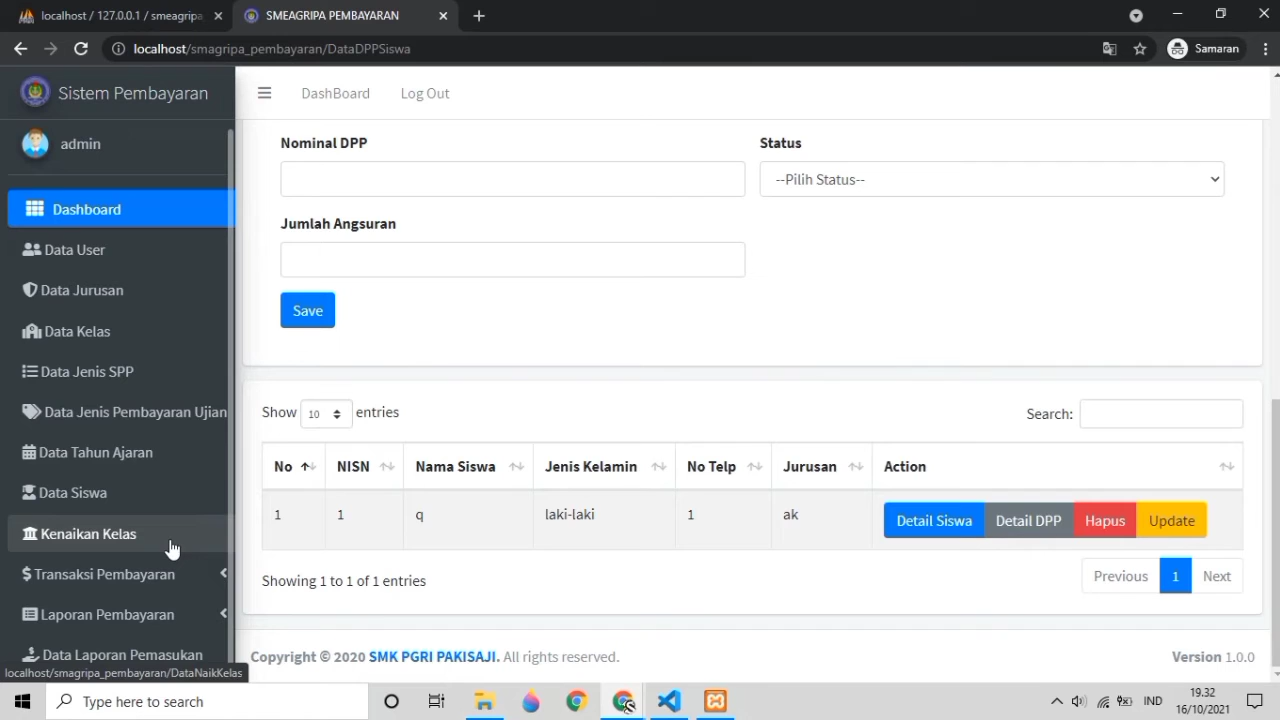 localhost / 127.0.0.1 / smeagripa
SMEAGRIPA PEMBAYARAN
localhost/smagripa_pembayaran/DataDPPSiswa
Samaran
Sistem Pembayaran
DashBoard
Log Out
admin
Dashboard
Data User
Data Jurusan
Data Kelas
Data Jenis SPP
Data Jenis Pembayaran Ujian
Data Tahun Ajaran
Data Siswa
Kenaikan Kelas
Transaksi Pembayaran
Laporan Pembayaran
Data Laporan Pemasukan
localhost/smagripa_pembayaran/DataNaikKelas
Nominal DPP
Status
--Pilih Status--
Jumlah Angsuran
Save
Show 10 entries
Search:
No NISN Nama Siswa Jenis Kelamin No Telp Jurusan Action
1 1 q laki-laki 1 ak Detail Siswa Detail DPP Hapus Update
Showing 1 to 1 of 1 entries
Previous 1 Next
Copyright © 2020 SMK PGRI PAKISAJI. All rights reserved.
Version 1.0.0
Type here to search
IND
19.32
16/10/2021